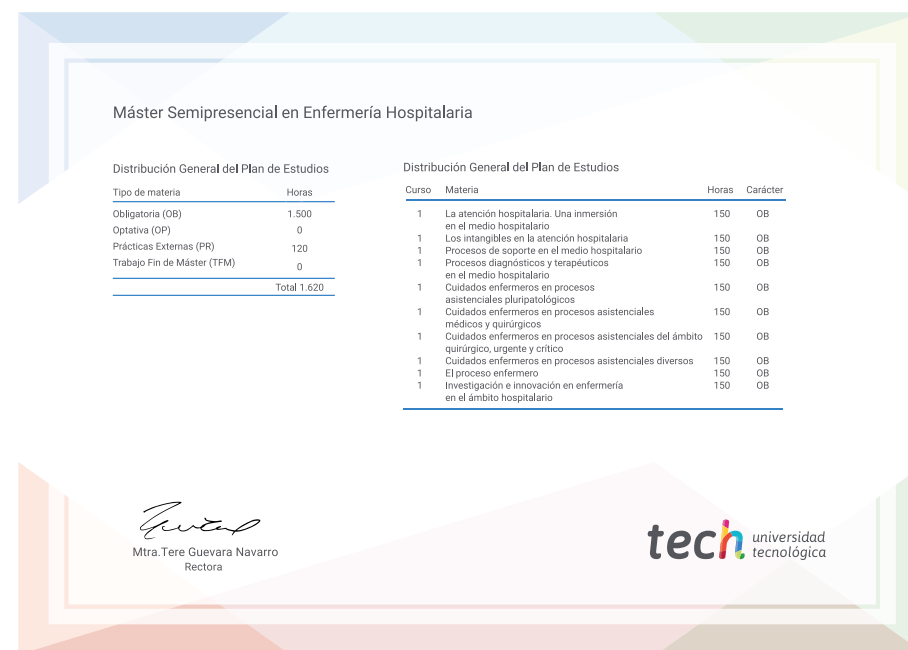 Máster Semipresencial en Enfermería Hospitalaria
Distribución General del Plan de Estudios
Tipo de materia Horas
Obligatoria (OB) 1.500
Optativa (OP) 0
Prácticas Externas (PR) 120
Trabajo Fin de Máster (TFM) 0
Total 1.620
Distribución General del Plan de Estudios
Curso Materia Horas Carácter
1 La atención hospitalaria. Una inmersión 150 OB
en el medio hospitalario
1 Los intangibles en la atención hospitalaria 150 OB
1 Procesos de soporte en el medio hospitalario 150 OB
1 Procesos diagnósticos y terapéuticos 150 OB
en el medio hospitalario
1 Cuidados enfermeros en procesos 150 OB
asistenciales pluripatológicos
1 Cuidados enfermeros en procesos asistenciales 150 OB
médicos y quirúrgicos
1 Cuidados enfermeros en procesos asistenciales del ámbito 150 OB
quirúrgico, urgente y crítico
1 Cuidados enfermeros en procesos asistenciales diversos 150 OB
1 El proceso enfermero 150 OB
1 Investigación e innovación en enfermería 150 OB
en el ámbito hospitalario
Mtra.Tere Guevara Navarro
Rectora
tech universidad
tecnológica